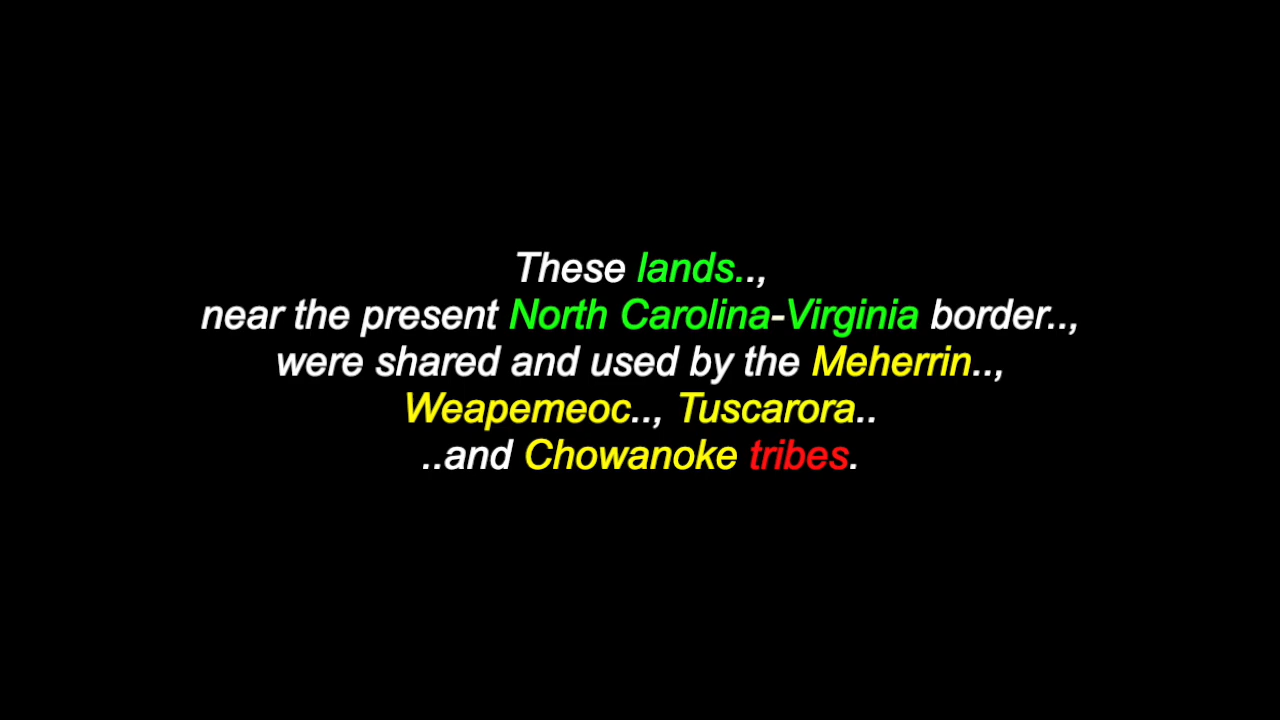 These lands..,
near the present North Carolina-Virginia border..,
were shared and used by the Meherrin..,
Weapemeoc.., Tuscarora..
..and Chowanoke tribes.